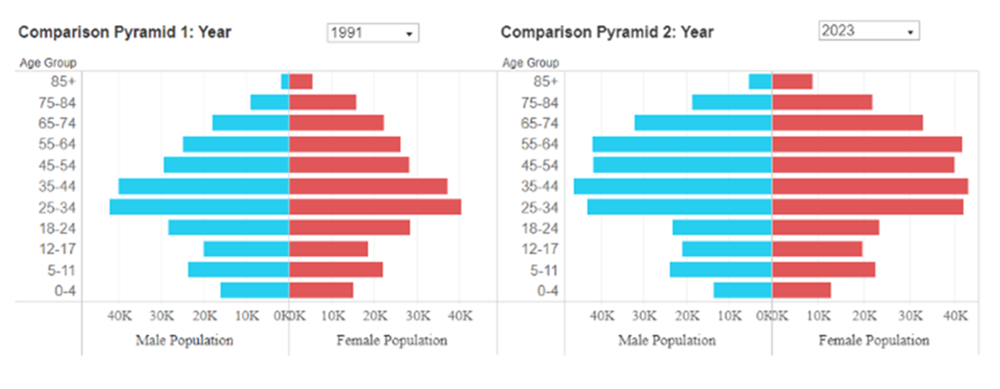 Comparison Pyramid 1: Year 1991
Age Group
85+
75-84
65-74
55-64
45-54
35-44
25-34
18-24
12-17
5-11
0-4
40K 30K 20K 10K 0K 0K 10K 20K 30K 40K
Male Population Female Population
Comparison Pyramid 2: Year 2023
Age Group
85+
75-84
65-74
55-64
45-54
35-44
25-34
18-24
12-17
5-11
0-4
40K 30K 20K 10K 0K 0K 10K 20K 30K 40K
Male Population Female Population